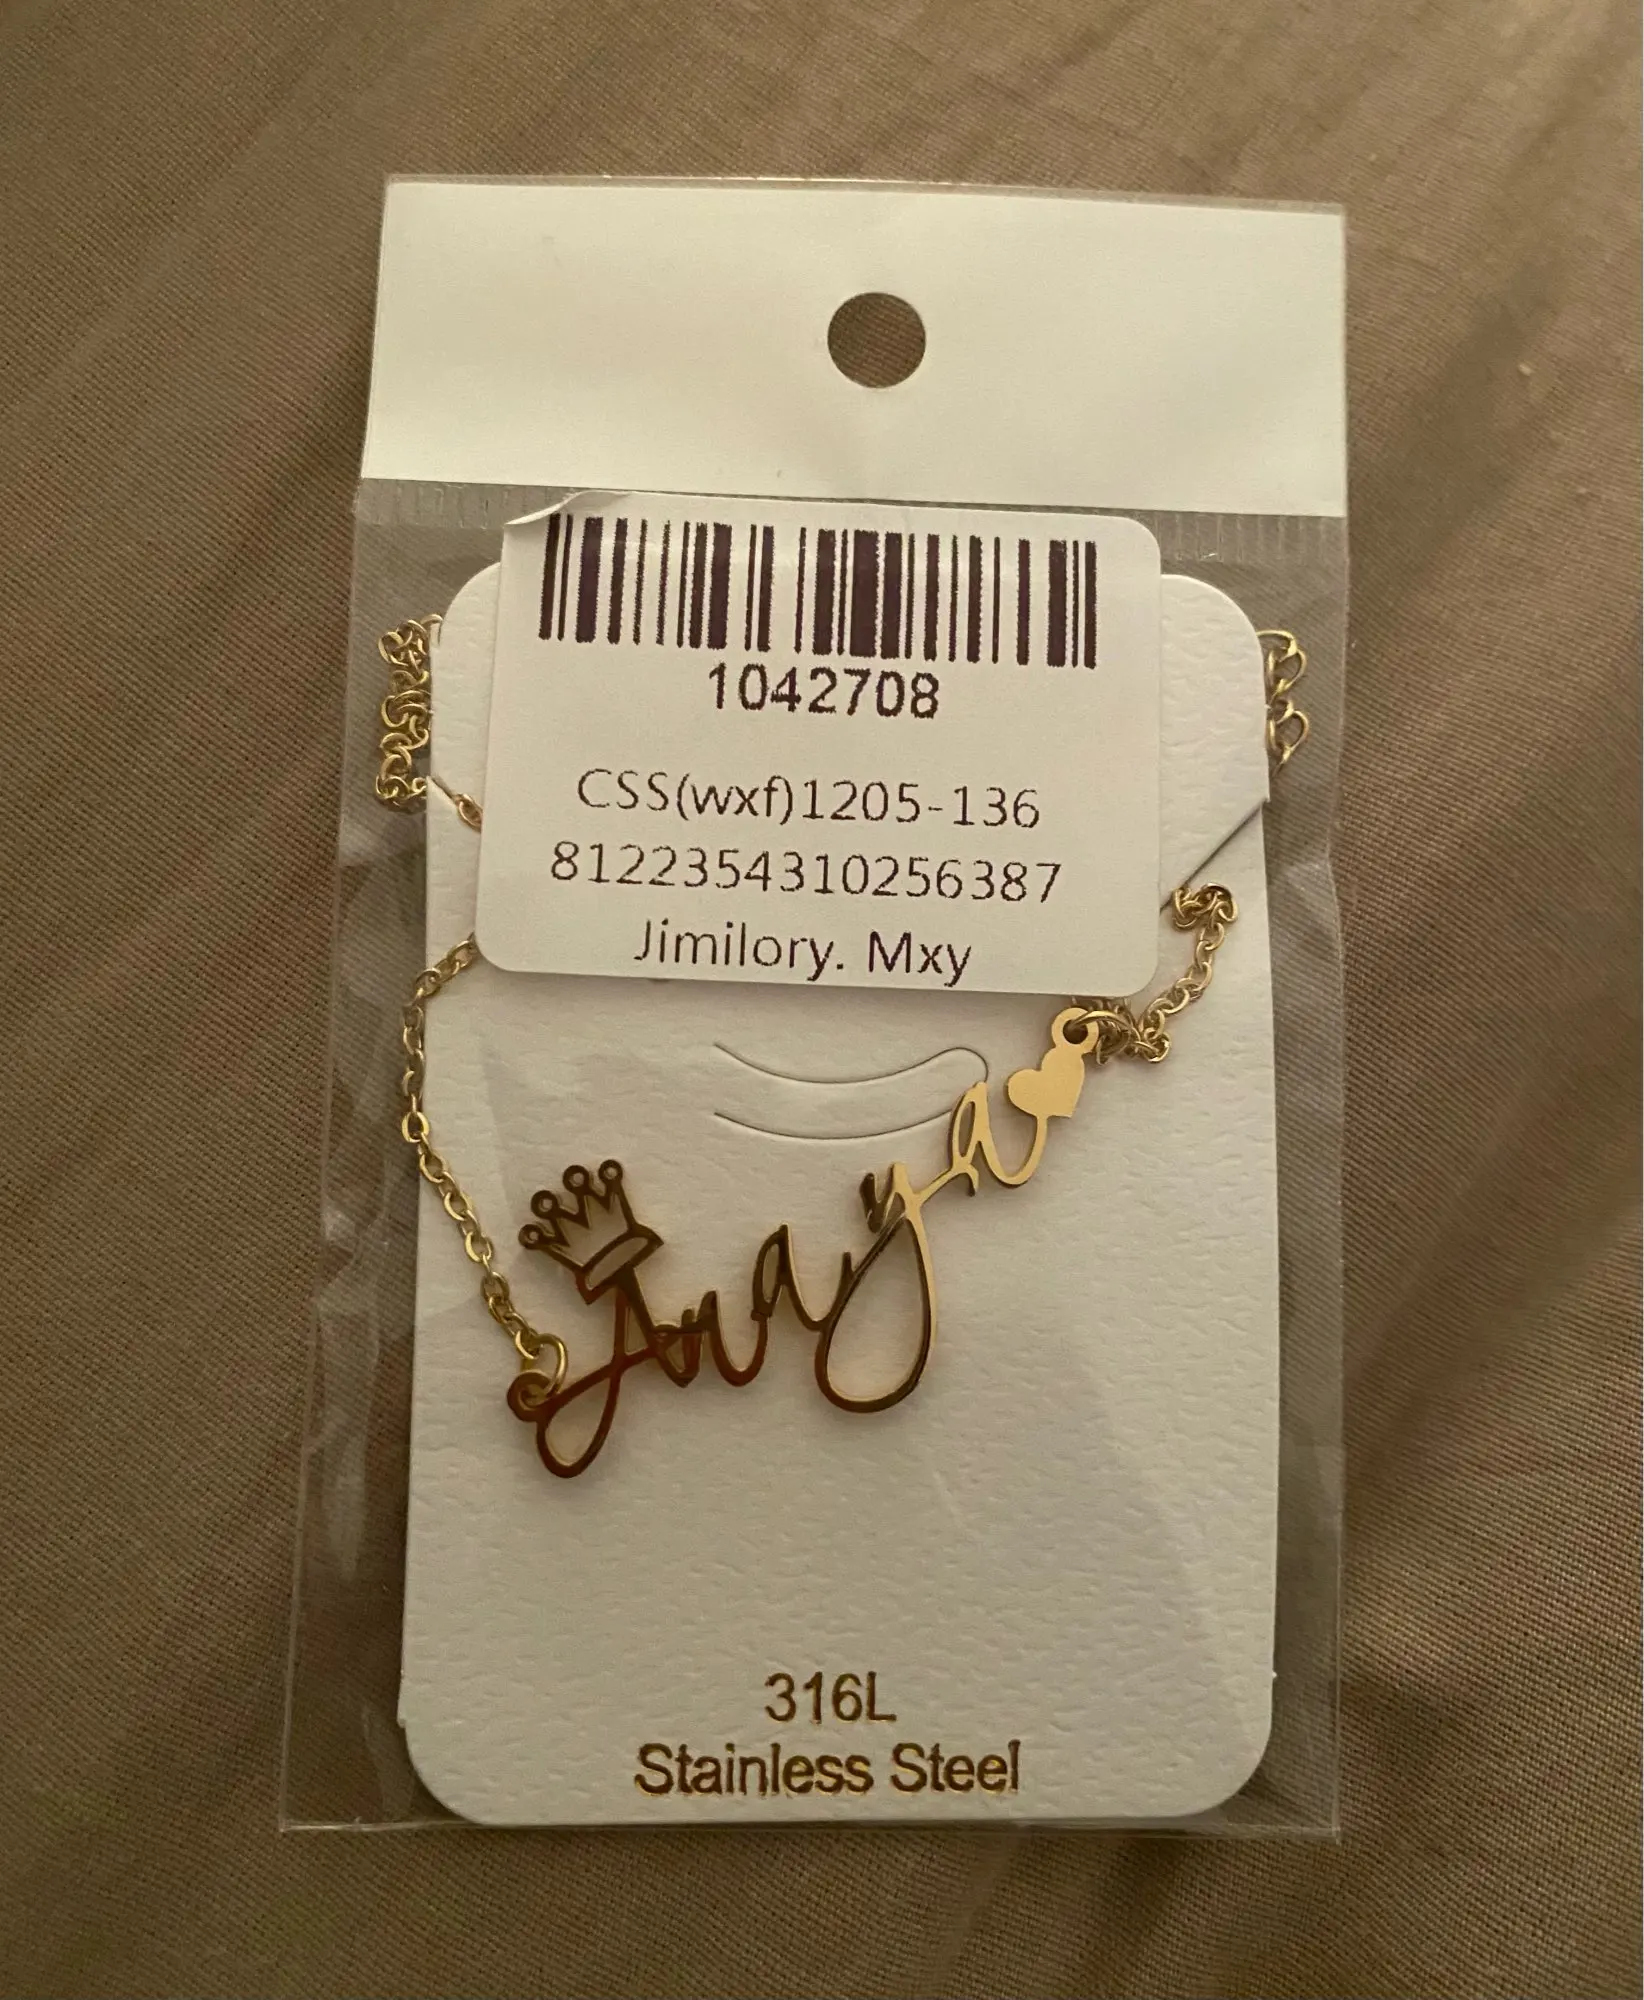 1042708
CSS(wxf)1205-136
8122354310256387
Jimilory. Mxy
Anaya
316L
Stainless Steel